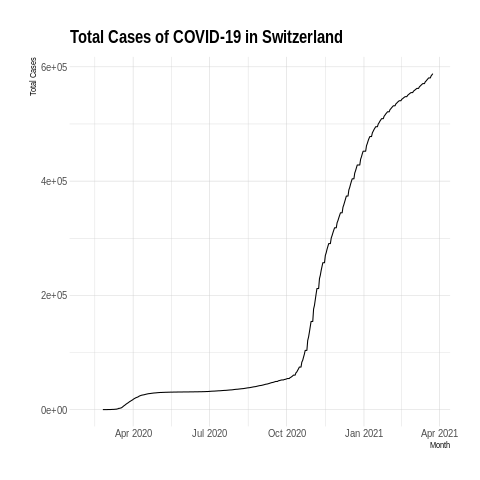 Total Cases of COVID-19 in Switzerland
Total Cases
6e+05
4e+05
2e+05
0e+00
Apr 2020 Jul 2020 Oct 2020 Jan 2021 Apr 2021
Month